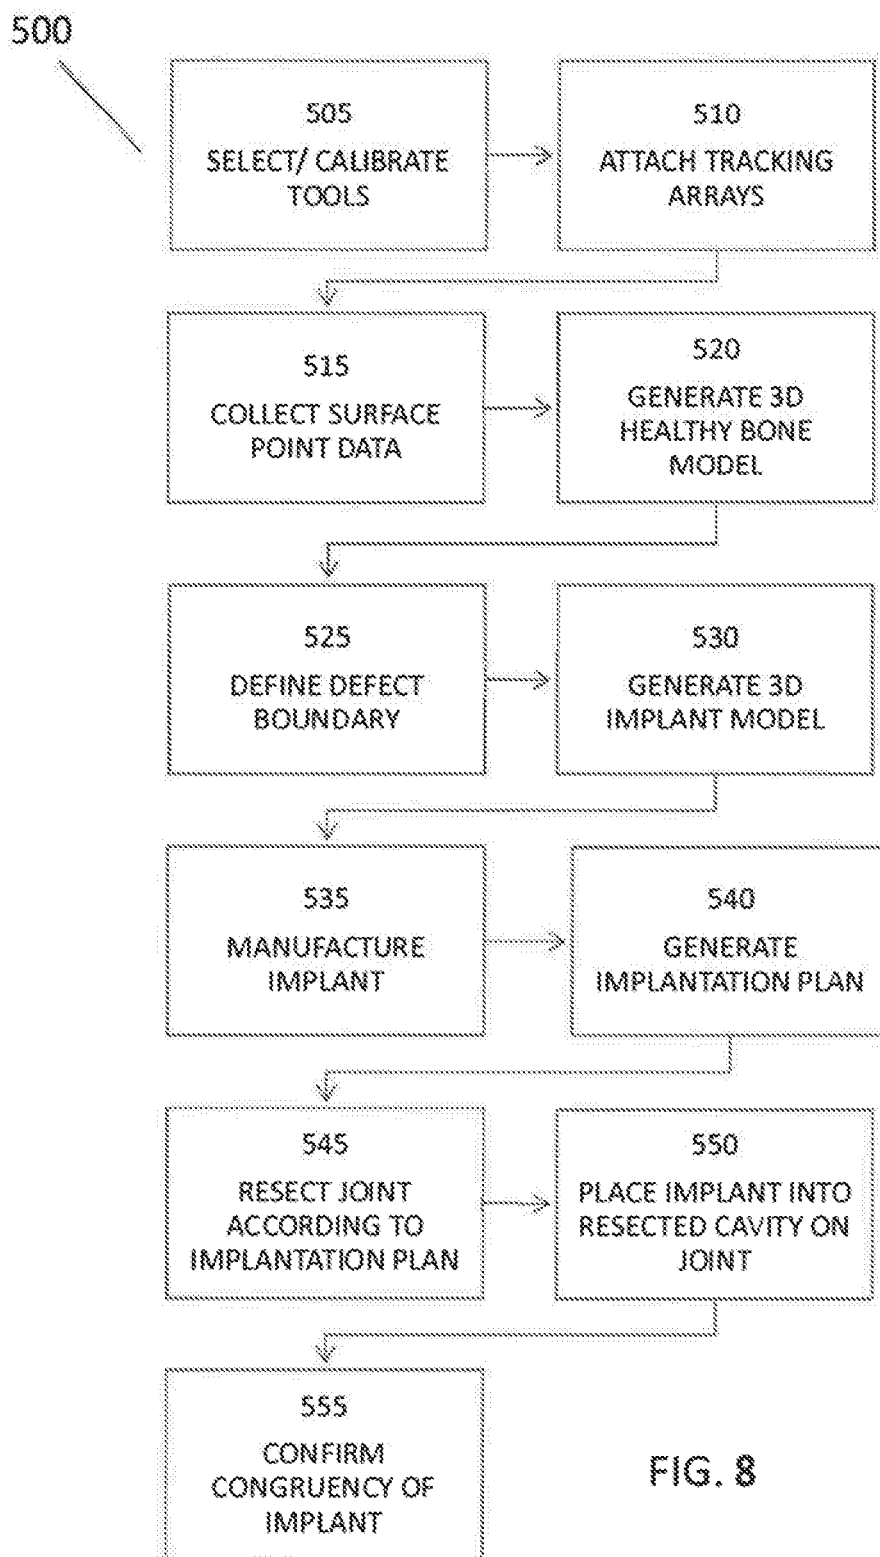 500
505
SELECT/ CALIBRATE
TOOLS
510
ATTACH TRACKING
ARRAYS
515
COLLECT SURFACE
POINT DATA
520
GENERATE 3D
HEALTHY BONE
MODEL
525
DEFINE DEFECT
BOUNDARY
530
GENERATE 3D
IMPLANT MODEL
535
MANUFACTURE
IMPLANT
540
GENERATE
IMPLANTATION PLAN
545
RESECT JOINT
ACCORDING TO
IMPLANTATION PLAN
550
PLACE IMPLANT INTO
RESECTED CAVITY ON
JOINT
555
CONFIRM
CONGRUENCY OF
IMPLANT
FIG. 8